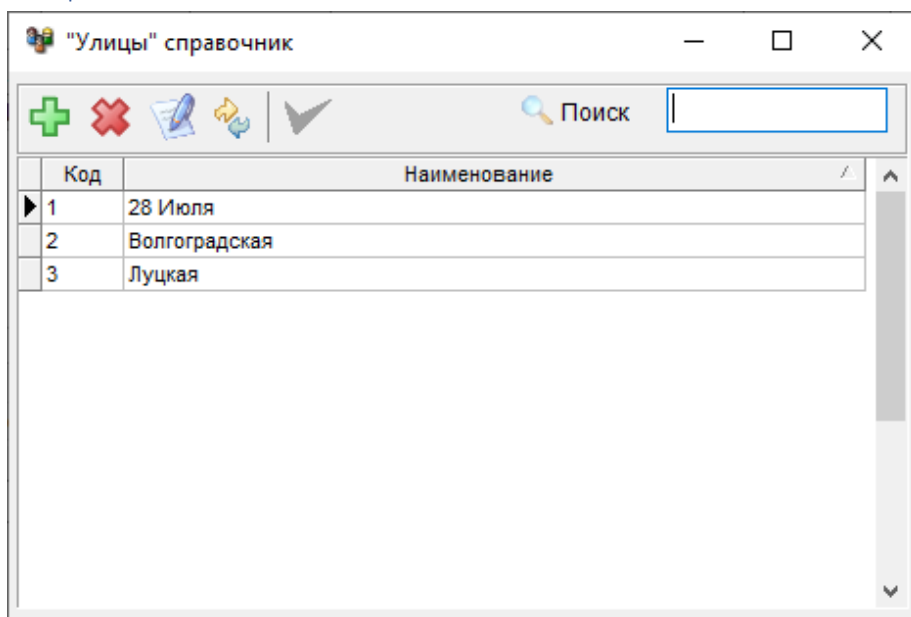 "Улицы" справочник
Поиск
Код Наименование
1 28 Июля
2 Волгоградская
3 Луцкая